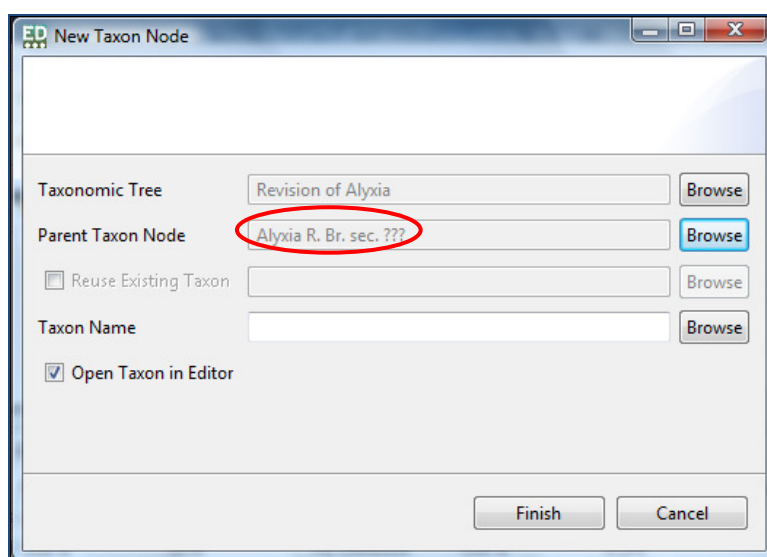 ED New Taxon Node
Taxonomic Tree Revision of Alyxia Browse
Parent Taxon Node Alyxia R. Br. sec. ??? Browse
Reuse Existing Taxon Browse
Taxon Name Browse
Open Taxon in Editor
Finish Cancel